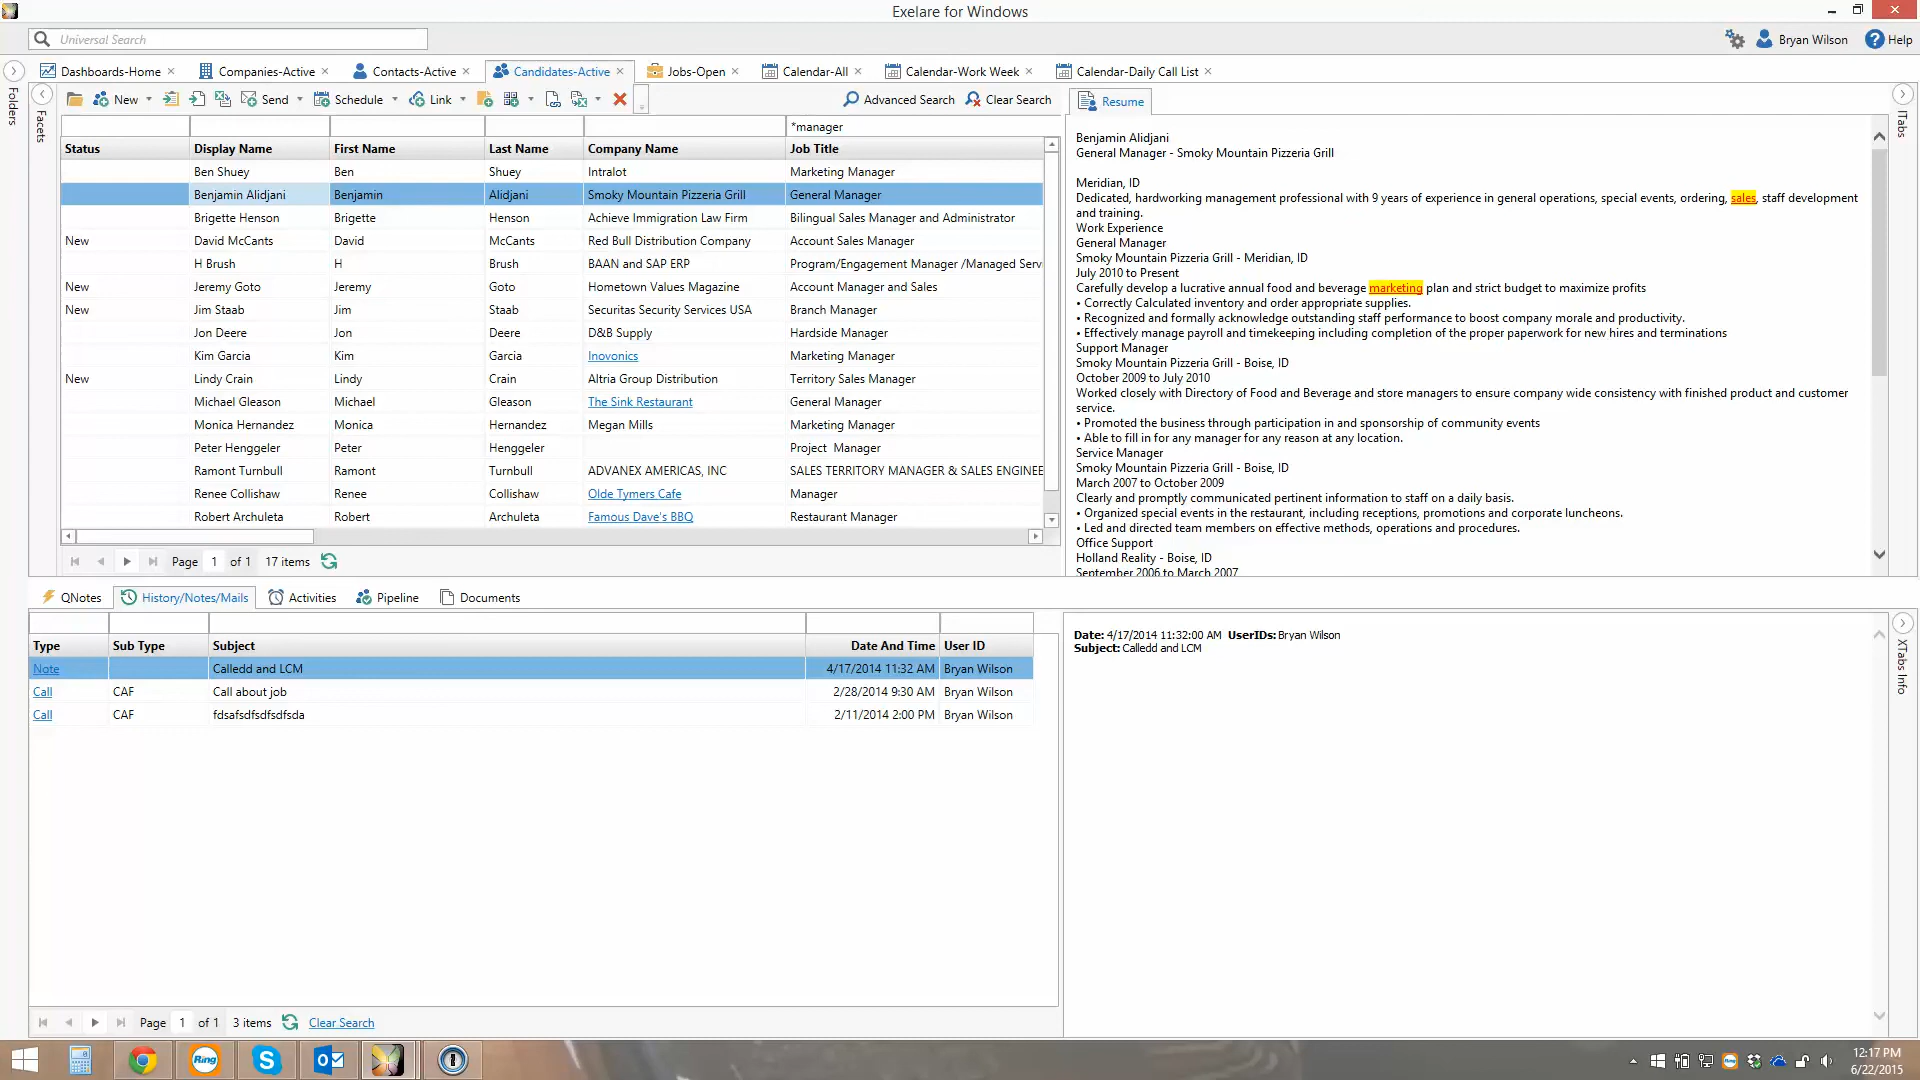 Exelare for Windows
Universal Search
Bryan Wilson
Help
Dashboards-Home
Companies-Active
Contacts-Active
Candidates-Active
Jobs-Open
Calendar-All
Calendar-Work Week
Calendar-Daily Call List
Folders
Facets
New
Send
Schedule
Link
Advanced Search
Clear Search
*manager
Status Display Name First Name Last Name Company Name Job Title
Ben Shuey Ben Shuey Intralot Marketing Manager
Benjamin Alidjani Benjamin Alidjani Smoky Mountain Pizzeria Grill General Manager
Brigette Henson Brigette Henson Achieve Immigration Law Firm Bilingual Sales Manager and Administrator
New David McCants David McCants Red Bull Distribution Company Account Sales Manager
H Brush H Brush BAAN and SAP ERP Program/Engagement Manager /Managed Serv
New Jeremy Goto Jeremy Goto Hometown Values Magazine Account Manager and Sales
New Jim Staab Jim Staab Securitas Security Services USA Branch Manager
Jon Deere Jon Deere D&B Supply Hardside Manager
Kim Garcia Kim Garcia Inovonics Marketing Manager
New Lindy Crain Lindy Crain Altria Group Distribution Territory Sales Manager
Michael Gleason Michael Gleason The Sink Restaurant General Manager
Monica Hernandez Monica Hernandez Megan Mills Marketing Manager
Peter Henggeler Peter Henggeler Project Manager
Ramont Turnbull Ramont Turnbull ADVANEX AMERICAS, INC SALES TERRITORY MANAGER & SALES ENGINEE
Renee Collishaw Renee Collishaw Olde Tymers Cafe Manager
Robert Archuleta Robert Archuleta Famous Dave's BBQ Restaurant Manager
Page 1 of 1 17 items
Resume
ITabs
Benjamin Alidjani
General Manager - Smoky Mountain Pizzeria Grill
Meridian, ID
Dedicated, hardworking management professional with 9 years of experience in general operations, special events, ordering, sales, staff development
and training.
Work Experience
General Manager
Smoky Mountain Pizzeria Grill - Meridian, ID
July 2010 to Present
Carefully develop a lucrative annual food and beverage marketing plan and strict budget to maximize profits
• Correctly Calculated inventory and order appropriate supplies.
• Recognized and formally acknowledge outstanding staff performance to boost company morale and productivity.
• Effectively manage payroll and timekeeping including completion of the proper paperwork for new hires and terminations
Support Manager
Smoky Mountain Pizzeria Grill - Boise, ID
October 2009 to July 2010
Worked closely with Directory of Food and Beverage and store managers to ensure company wide consistency with finished product and customer
service.
• Promoted the business through participation in and sponsorship of community events
• Able to fill in for any manager for any reason at any location.
Service Manager
Smoky Mountain Pizzeria Grill - Boise, ID
March 2007 to October 2009
Clearly and promptly communicated pertinent information to staff on a daily basis.
• Organized special events in the restaurant, including receptions, promotions and corporate luncheons.
• Led and directed team members on effective methods, operations and procedures.
Office Support
Holland Reality - Boise, ID
September 2006 to March 2007
QNotes
History/Notes/Mails
Activities
Pipeline
Documents
Type Sub Type Subject Date And Time User ID
Note Calledd and LCM 4/17/2014 11:32 AM Bryan Wilson
Call CAF Call about job 2/28/2014 9:30 AM Bryan Wilson
Call CAF fdsafsdfsdfsdfsda 2/11/2014 2:00 PM Bryan Wilson
Page 1 of 1 3 items Clear Search
Date: 4/17/2014 11:32:00 AM UserIDs: Bryan Wilson
Subject: Calledd and LCM
XTabs Info
Ring
12:17 PM
6/22/2015